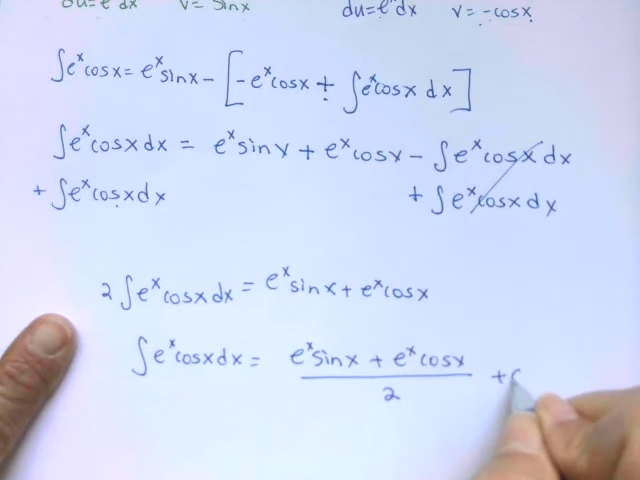 du=e^x dx v= sinx du=e^x dx v= -cosx
∫e^x cosx = e^x sinx - [-e^x cosx + ∫e^x cosx dx]
∫e^x cosx dx = e^x sinx + e^x cosx - ∫e^x cosx dx
+ ∫e^x cosx dx + ∫e^x cosx dx
2∫e^x cosx dx = e^x sinx + e^x cosx
∫e^x cosx dx = (e^x sinx + e^x cosx)/2 +